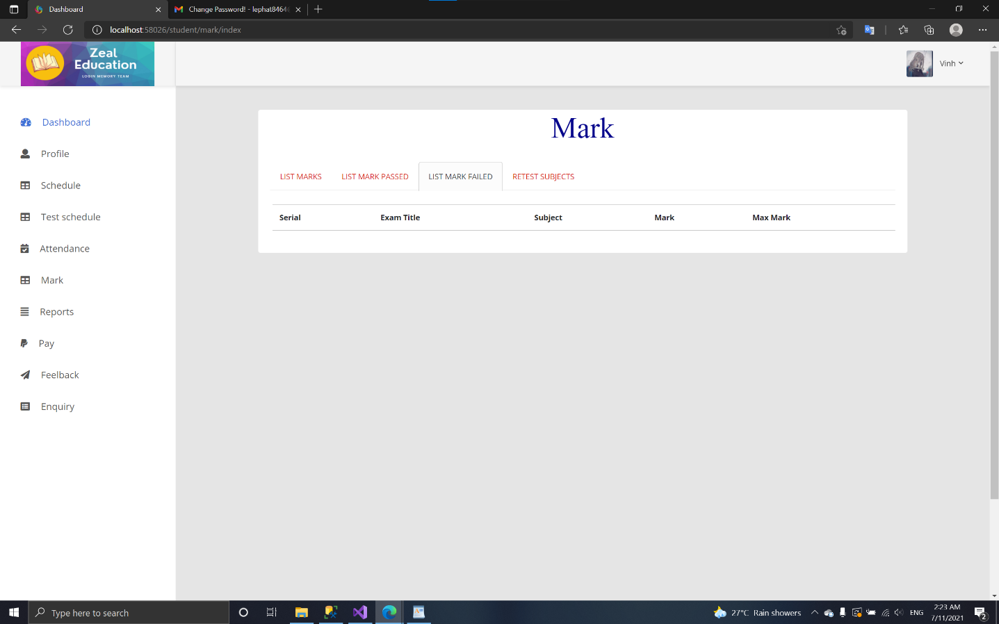 Dashboard
Change Password! - lephat8464
localhost:58026/student/mark/index
Zeal
Education
LOGIN MEMORY TEAM
Vinh
Dashboard
Profile
Schedule
Test schedule
Attendance
Mark
Reports
Pay
Feelback
Enquiry
Mark
LIST MARKS
LIST MARK PASSED
LIST MARK FAILED
RETEST SUBJECTS
Serial Exam Title Subject Mark Max Mark
Type here to search
27°C Rain showers
ENG
2:23 AM
7/11/2021
2